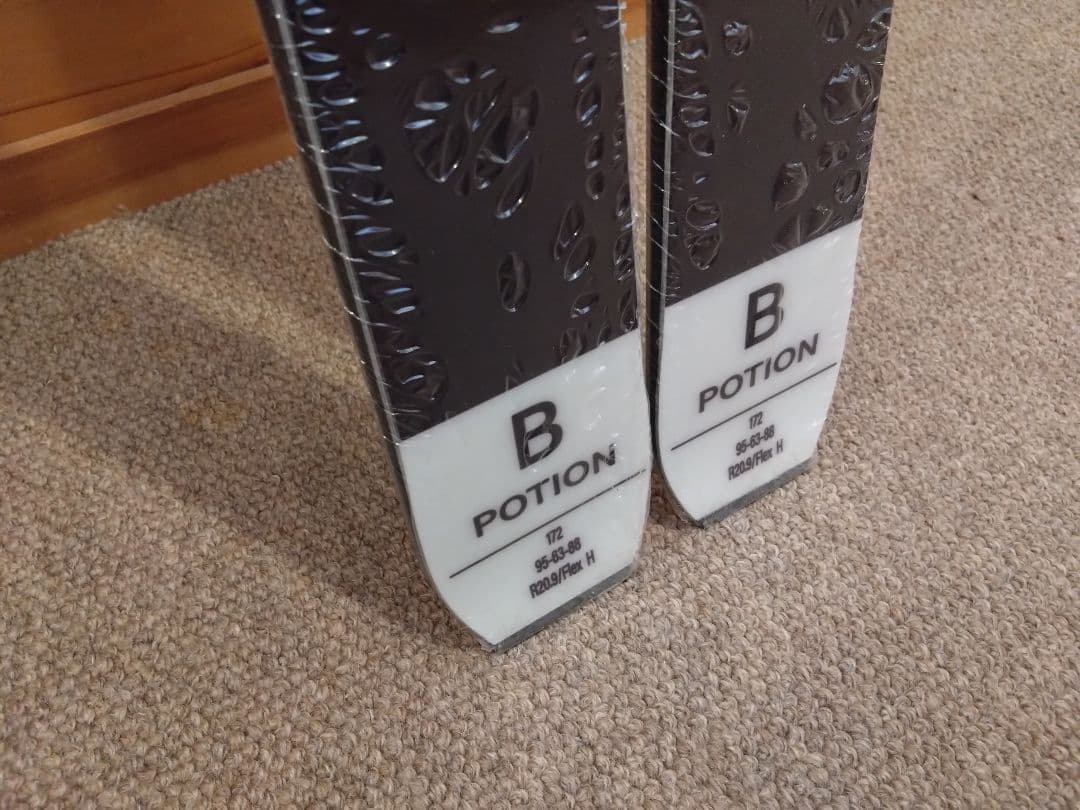 B
POTION
172
95-63-88
R20.9/Flex H
B
POTION
172
95-63-88
R20.9/Flex H